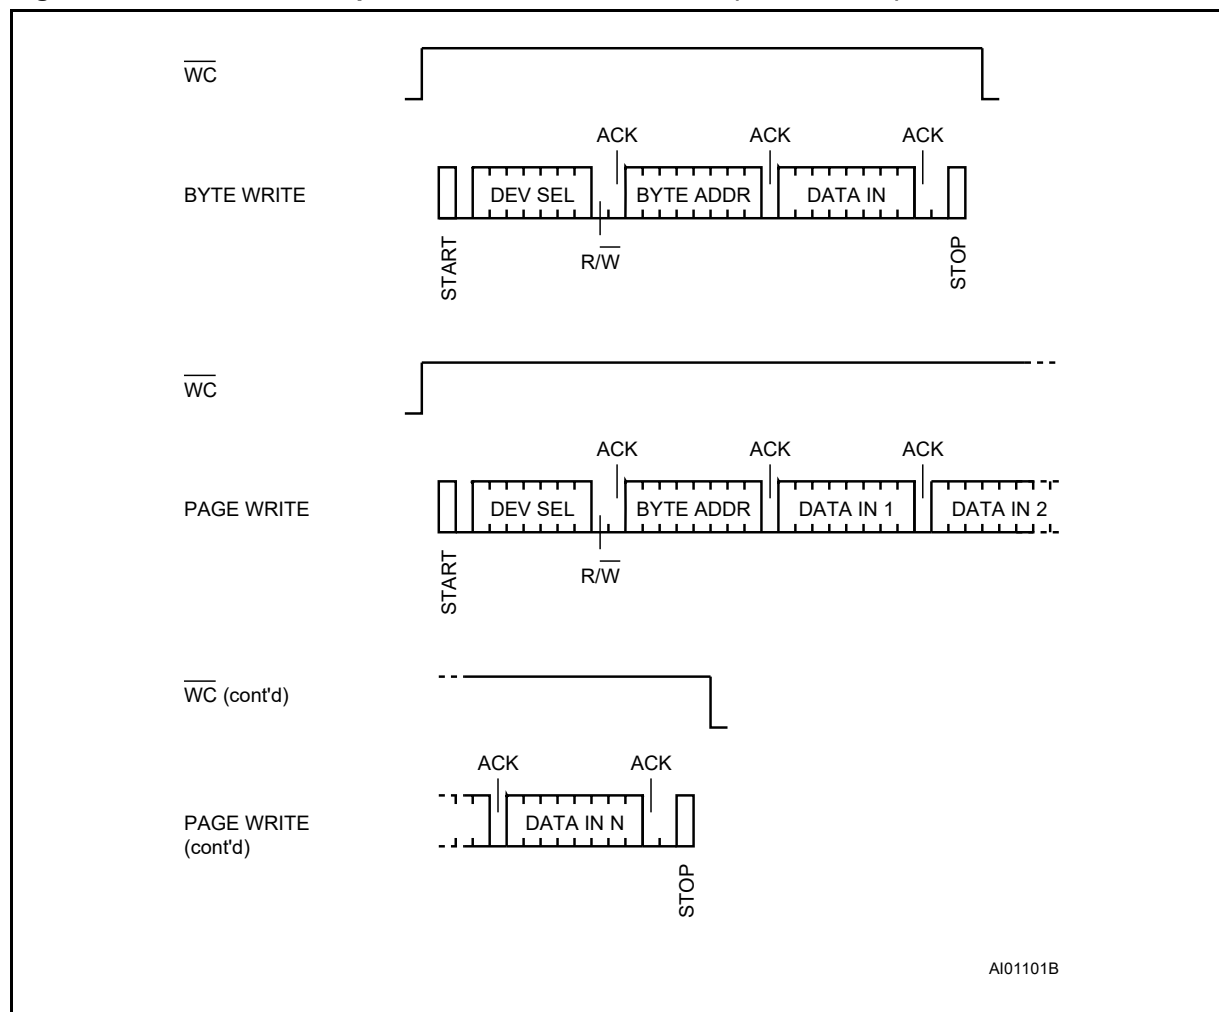 WC
ACK ACK ACK
BYTE WRITE DEV SEL BYTE ADDR DATA IN
R/W
START STOP
WC
ACK ACK ACK
PAGE WRITE DEV SEL BYTE ADDR DATA IN 1 DATA IN 2
R/W
START
WC (cont'd)
ACK ACK
PAGE WRITE DATA IN N
(cont'd)
STOP
AI01101B